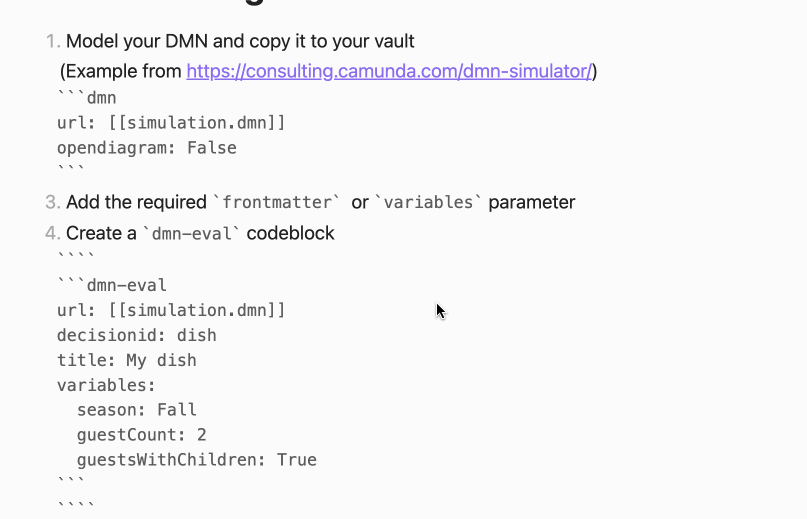 1. Model your DMN and copy it to your vault
(Example from https://consulting.camunda.com/dmn-simulator/)
```dmn
url: [[simulation.dmn]]
opendiagram: False
```
3. Add the required `frontmatter` or `variables` parameter
4. Create a `dmn-eval` codeblock
````
```dmn-eval
url: [[simulation.dmn]]
decisionid: dish
title: My dish
variables:
  season: Fall
  guestCount: 2
  guestsWithChildren: True
```
````